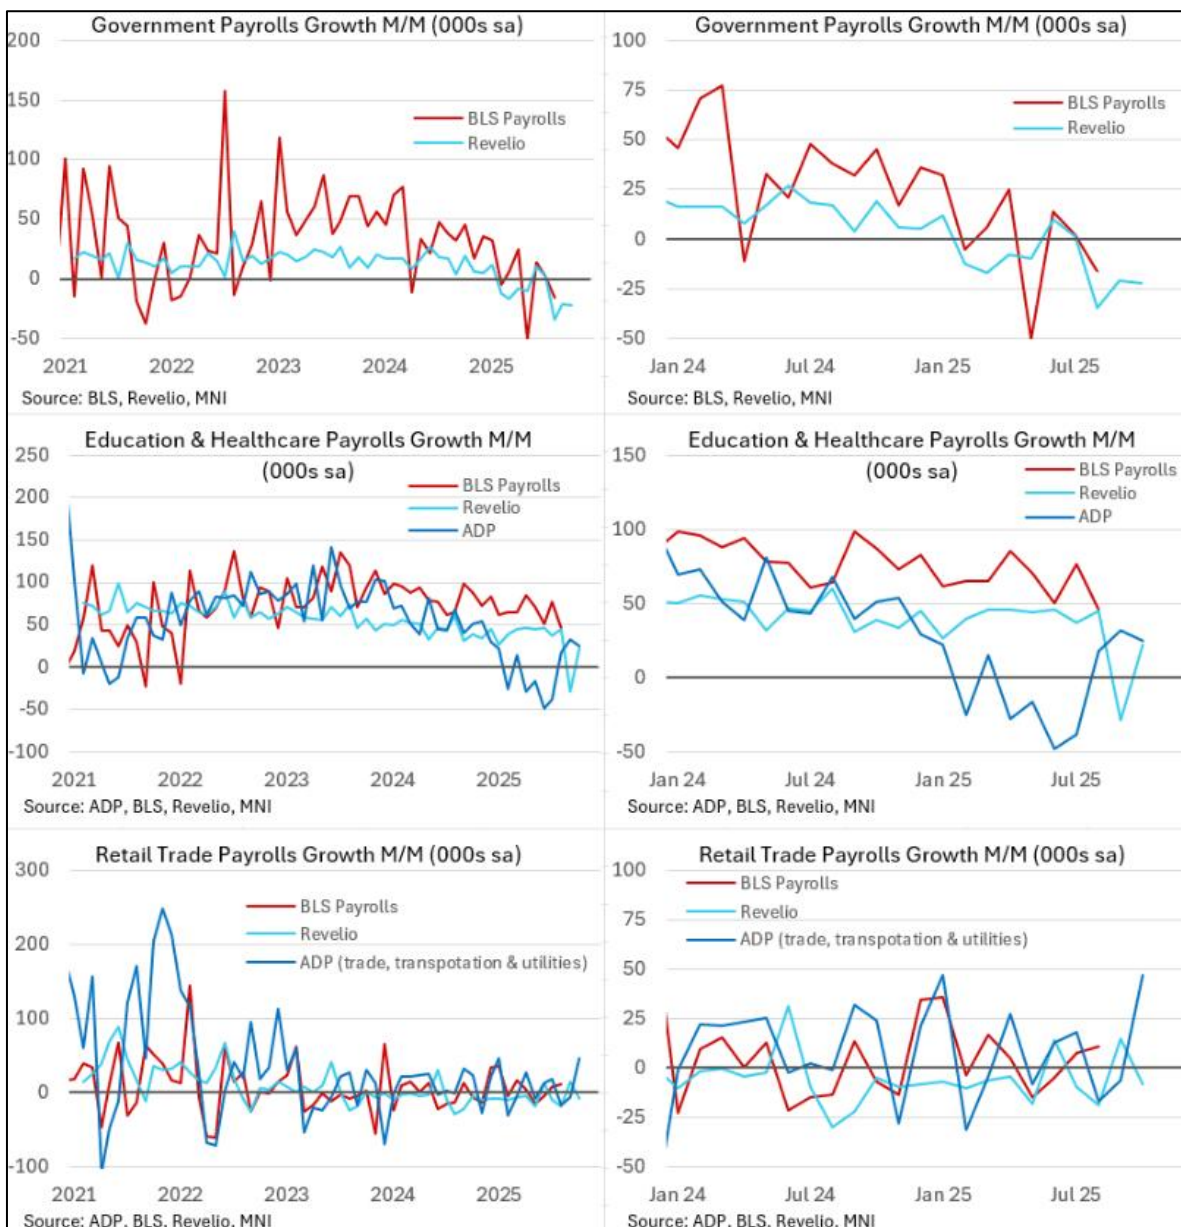 Government Payrolls Growth M/M (000s sa)
200
150
100
50
0
-50
BLS Payrolls
Revelio
2021
2022
2023
2024
2025
Source: BLS, Revelio, MNI
Government Payrolls Growth M/M (000s sa)
100
75
50
25
0
-25
-50
BLS Payrolls
Revelio
Jan 24
Jul 24
Jan 25
Jul 25
Source: BLS, Revelio, MNI
Education & Healthcare Payrolls Growth M/M
(000s sa)
250
200
150
100
50
0
-50
-100
BLS Payrolls
Revelio
ADP
2021
2022
2023
2024
2025
Source: ADP, BLS, Revelio, MNI
Education & Healthcare Payrolls Growth M/M
(000s sa)
150
100
50
0
-50
BLS Payrolls
Revelio
ADP
Jan 24
Jul 24
Jan 25
Jul 25
Source: ADP, BLS, Revelio, MNI
Retail Trade Payrolls Growth M/M (000s sa)
300
200
100
0
-100
BLS Payrolls
Revelio
ADP (trade, transpotation & utilities)
2021
2022
2023
2024
2025
Source: ADP, BLS, Revelio, MNI
Retail Trade Payrolls Growth M/M (000s sa)
100
75
50
25
0
-25
-50
BLS Payrolls
Revelio
ADP (trade, transpotation & utilities)
Jan 24
Jul 24
Jan 25
Jul 25
Source: ADP, BLS, Revelio, MNI